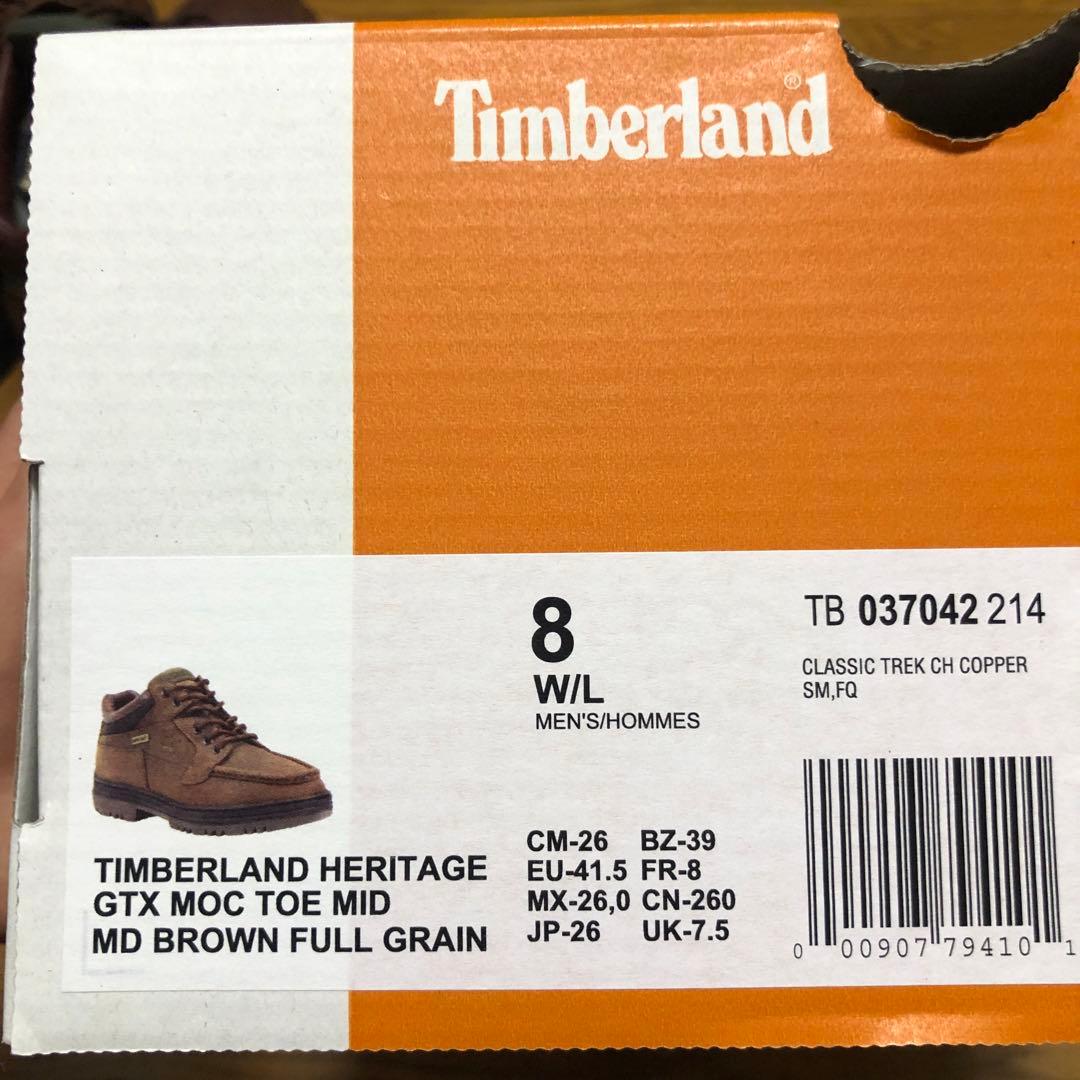 Timberland®
8
W/L
MEN'S/HOMMES
TB 037042 214
CLASSIC TREK CH COPPER
SM,FQ
TIMBERLAND HERITAGE
GTX MOC TOE MID
MD BROWN FULL GRAIN
CM-26 BZ-39
EU-41.5 FR-8
MX-26,0 CN-260
JP-26 UK-7.5
0 00907 79410 1